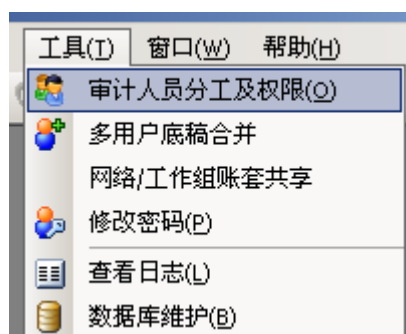 工具(T) 窗口(W) 帮助(H)
审计人员分工及权限(O)
多用户底稿合并
网络/工作组账套共享
修改密码(P)
查看日志(L)
数据库维护(B)